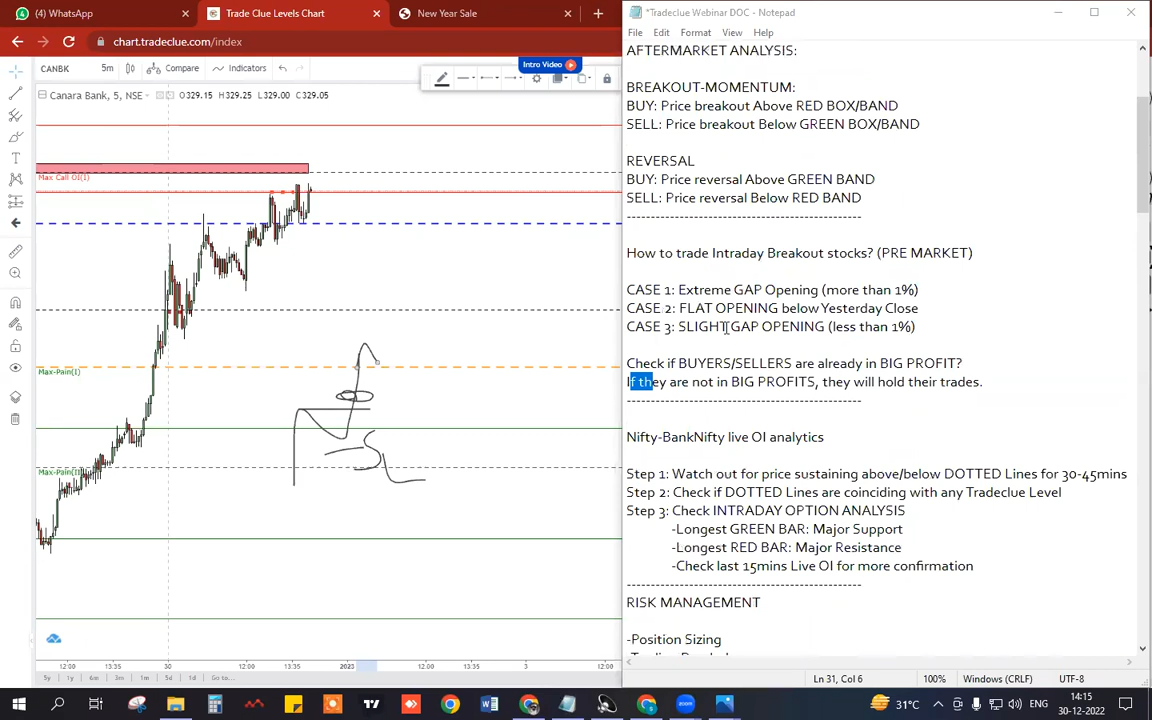 (4) WhatsApp
Trade Clue Levels Chart
New Year Sale
chart.tradeclue.com/index
CANBK 5m Compare Indicators
Intro Video
Canara Bank, 5, NSE O329.15 H329.25 L329.00 C329.05
Max Call OI(1)
Max-Pain(I)
SL
12:00 13:35 30 12:00 13:35 2023 12:00 3 12:00
5y 1y 6m 3m 1m 5d 1d Go to...
*Tradeclue Webinar DOC - Notepad
File Edit Format View Help
AFTERMARKET ANALYSIS:
BREAKOUT-MOMENTUM:
BUY: Price breakout Above RED BOX/BAND
SELL: Price breakout Below GREEN BOX/BAND
REVERSAL
BUY: Price reversal Above GREEN BAND
SELL: Price reversal Below RED BAND
------------------------------------------------
How to trade Intraday Breakout stocks? (PRE MARKET)
CASE 1: Extreme GAP Opening (more than 1%)
CASE 2: FLAT OPENING below Yesterday Close
CASE 3: SLIGHT GAP OPENING (less than 1%)
Check if BUYERS/SELLERS are already in BIG PROFIT?
If they are not in BIG PROFITS, they will hold their trades.
------------------------------------------------
Nifty-BankNifty live OI analytics
Step 1: Watch out for price sustaining above/below DOTTED Lines for 30-45mins
Step 2: Check if DOTTED Lines are coinciding with any Tradeclue Level
Step 3: Check INTRADAY OPTION ANALYSIS
-Longest GREEN BAR: Major Support
-Longest RED BAR: Major Resistance
-Check last 15mins Live OI for more confirmation
------------------------------------------------
RISK MANAGEMENT
-Position Sizing
Ln 31, Col 6 100% Windows (CRLF) UTF-8
31°C ENG 14:15
30-12-2022